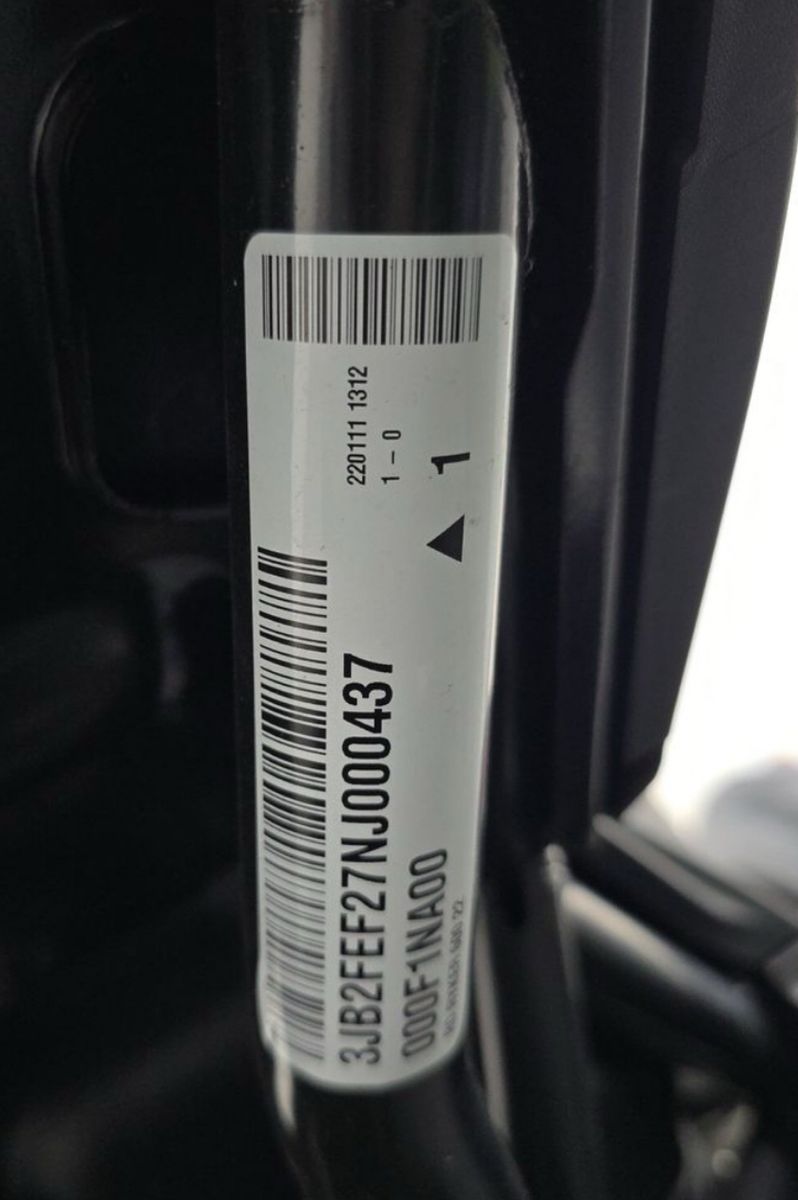 3JB2FEF27NJ000437
000F1NA00
220111 1312
1 – 0
▲ 1